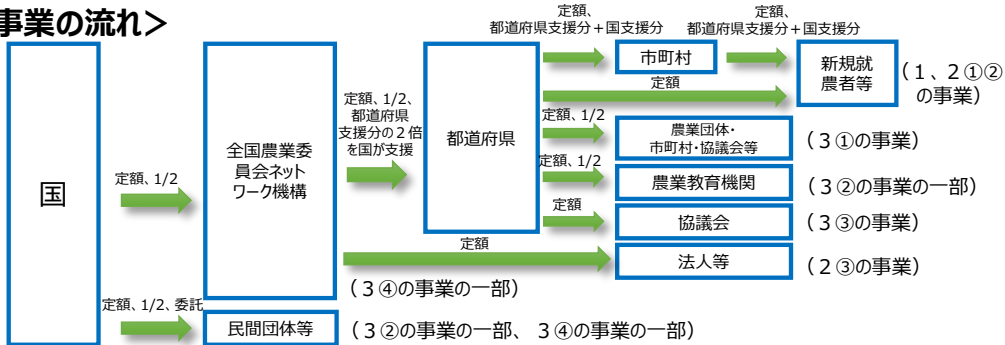 事業の流れ＞
国
定額、1/2
定額、1/2、委託
全国農業委
員会ネット
ワーク機構
（３④の事業の一部）
民間団体等
（３②の事業の一部、 ３④の事業の一部）
定額、1/2、
都道府県
支援分の２倍
を国が支援
都道府県
定額、
都道府県支援分＋国支援分
市町村
定額、
都道府県支援分＋国支援分
新規就
農者等
（１、２①②
の事業）
定額
定額、1/2
農業団体・
市町村・協議会等
（３①の事業）
定額、1/2
農業教育機関
（３②の事業の一部）
定額
協議会
（３③の事業）
定額
法人等
（２③の事業）